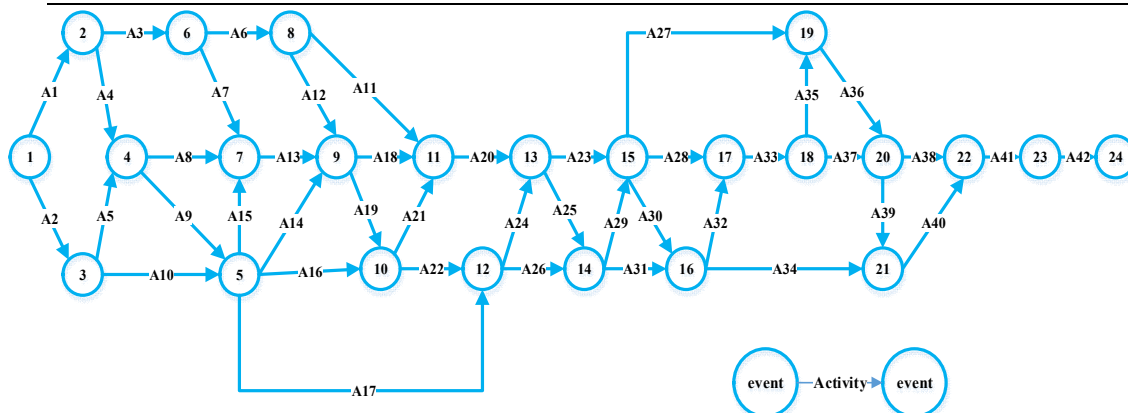 2 A3 6 A6 8 A27 19
A1 A4 A7 A12 A11 A35 A36
1 4 A8 7 A13 9 A18 11 A20 13 A23 15 A28 17 A33 18 A37 20 A38 22 A41 23 A42 24
A2 A5 A9 A15 A14 A19 A21 A24 A25 A29 A30 A32 A39 A40
3 A10 5 A16 10 A22 12 A26 14 A31 16 A34 21
A17
event Activity event